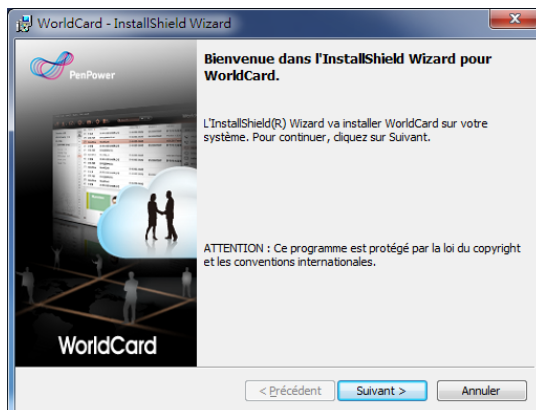 WorldCard - InstallShield Wizard
PenPower
Bienvenue dans l'InstallShield Wizard pour
WorldCard.
L'InstallShield(R) Wizard va installer WorldCard sur votre
système. Pour continuer, cliquez sur Suivant.
ATTENTION : Ce programme est protégé par la loi du copyright
et les conventions internationales.
WorldCard
< Précédent
Suivant >
Annuler